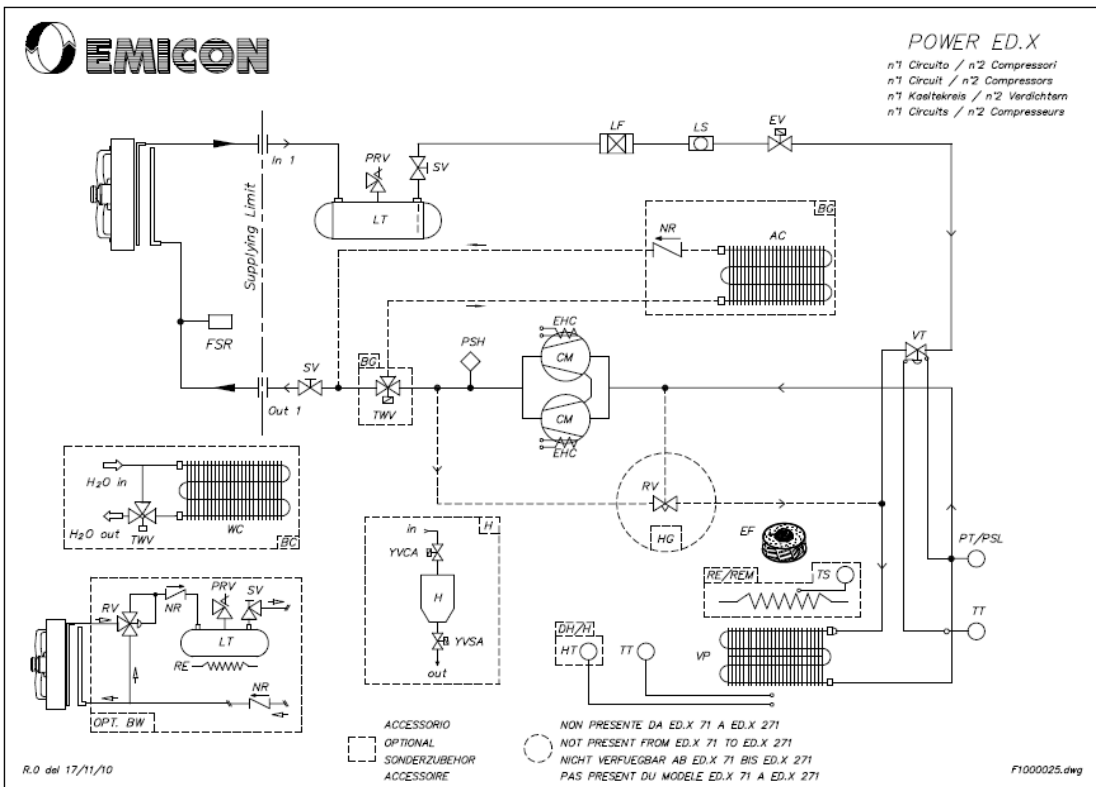 EMICON
POWER ED.X
n°1 Circuito / n°2 Compressori
n°1 Circuit / n°2 Compressors
n°1 Kaeltekreis / n°2 Verdichtern
n°1 Circuits / n°2 Compresseurs
Supplying Limit
In 1
PRV
SV
LT
LF
LS
EV
BG
NR
AC
FSR
SV
Out 1
BG
TWV
PSH
EHC
CM
CM
EHC
VT
H₂O in
H₂O out
TWV
WC
BC
in
H
YVCA
H
YVSA
out
RV
HG
EF
RE/REM
TS
PT/PSL
TT
VP
DH/H
HT
TT
RV
NR
PRV
SV
LT
RE
NR
OPT. BW
ACCESSORIO
OPTIONAL
SONDERZUBEHOR
ACCESSOIRE
NON PRESENTE DA ED.X 71 A ED.X 271
NOT PRESENT FROM ED.X 71 TO ED.X 271
NICHT VERFUEGBAR AB ED.X 71 BIS ED.X 271
PAS PRESENT DU MODELE ED.X 71 A ED.X 271
R.0 del 17/11/10
F1000025.dwg